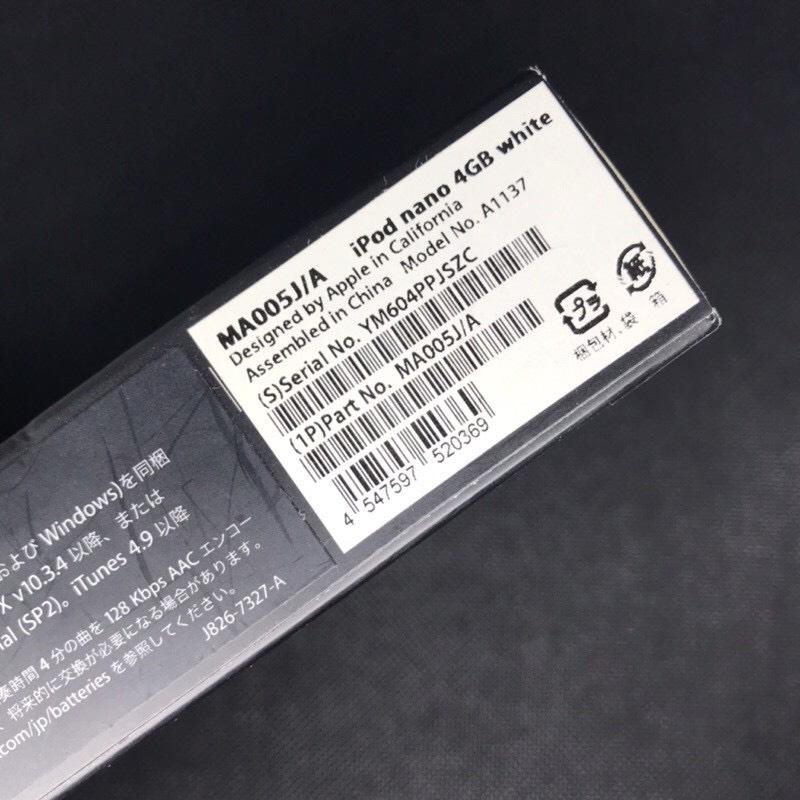 MA005J/A iPod nano 4GB white
Designed by Apple in California
Assembled in China Model No. A1137
(S)Serial No. YM604PPJSZC
(1P)Part No. MA005J/A
4 547597 520369
プラ
紙
梱包材、袋 箱
および Windows)を同梱
X v10.3.4 以降、または
(SP2)。iTunes 4.9 以降
奏時間 4 分の曲を 128 Kbps AAC エンコー
、将来的に交換が必要になる場合があります。
.com/jp/batteries を参照してください。
J826-7327-A